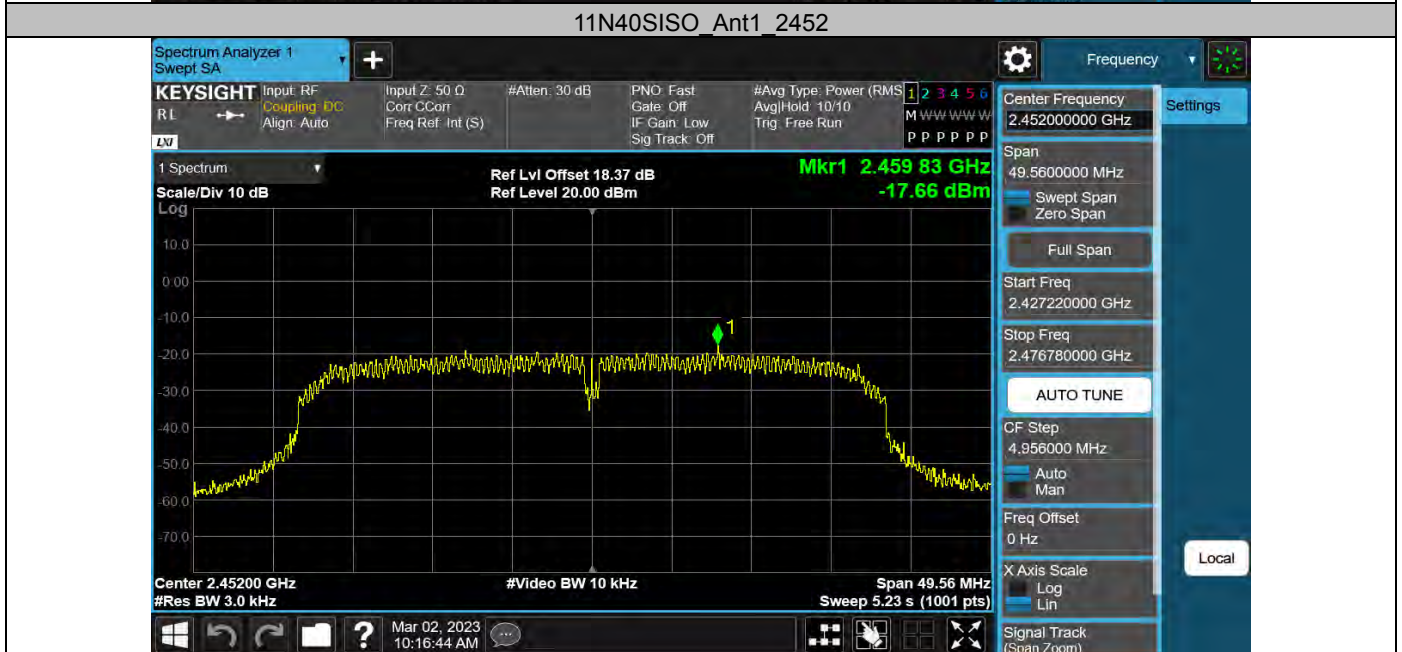 11N40SISO_Ant1_2452
Spectrum Analyzer 1
Swept SA
Frequency
KEYSIGHT
RL
LXI
Input: RF
Coupling: DC
Align: Auto
Input Z: 50 Ω
Corr CCorr
Freq Ref: Int (S)
#Atten: 30 dB
PNO: Fast
Gate: Off
IF Gain: Low
Sig Track: Off
#Avg Type: Power (RMS
Avg|Hold: 10/10
Trig: Free Run
1 2 3 4 5 6
M W W W W W
P P P P P P
1 Spectrum
Scale/Div 10 dB
Ref Lvl Offset 18.37 dB
Ref Level 20.00 dBm
Mkr1 2.459 83 GHz
-17.66 dBm
Log
10.0
0.00
-10.0
-20.0
-30.0
-40.0
-50.0
-60.0
-70.0
1
Center 2.45200 GHz
#Res BW 3.0 kHz
#Video BW 10 kHz
Span 49.56 MHz
Sweep 5.23 s (1001 pts)
Mar 02, 2023
10:16:44 AM
Center Frequency
2.452000000 GHz
Span
49.5600000 MHz
Swept Span
Zero Span
Full Span
Start Freq
2.427220000 GHz
Stop Freq
2.476780000 GHz
AUTO TUNE
CF Step
4.956000 MHz
Auto
Man
Freq Offset
0 Hz
X Axis Scale
Log
Lin
Signal Track
(Span Zoom)
Settings
Local